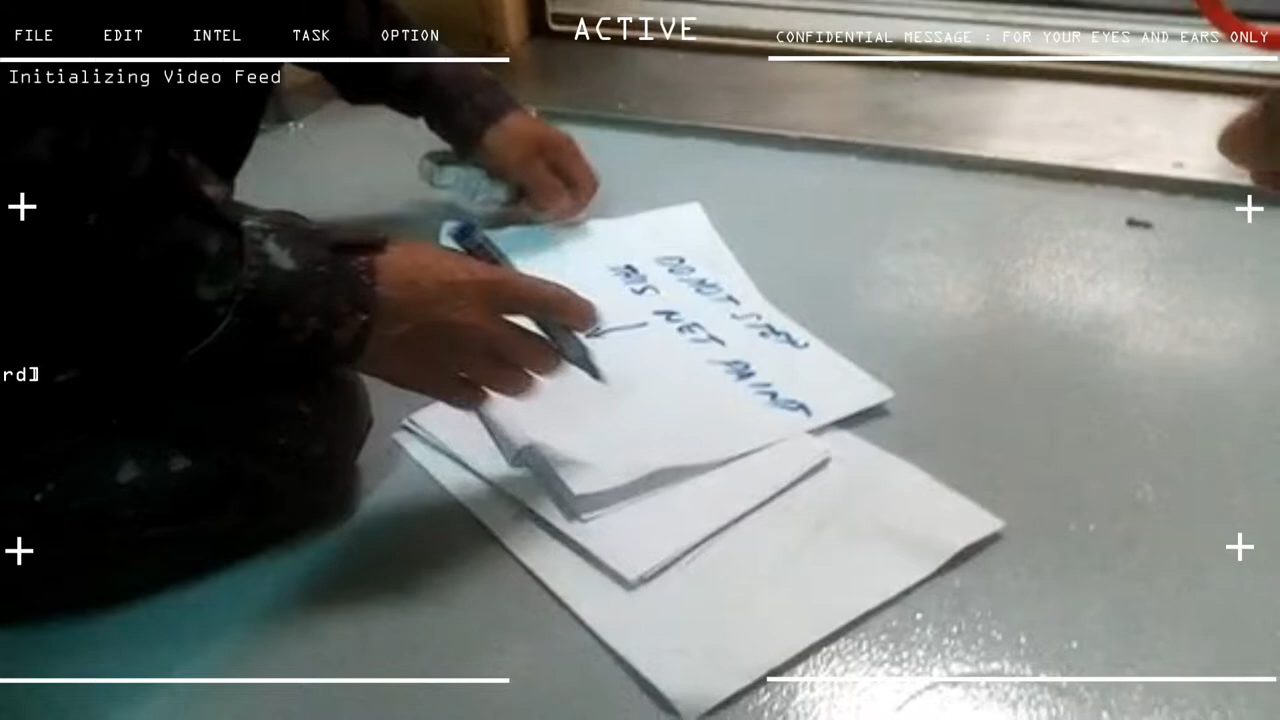 FILE EDIT INTEL TASK OPTION
ACTIVE
CONFIDENTIAL MESSAGE : FOR YOUR EYES AND EARS ONLY
Initializing Video Feed
rd]
DO NOT STEP
THIS WET PAINT